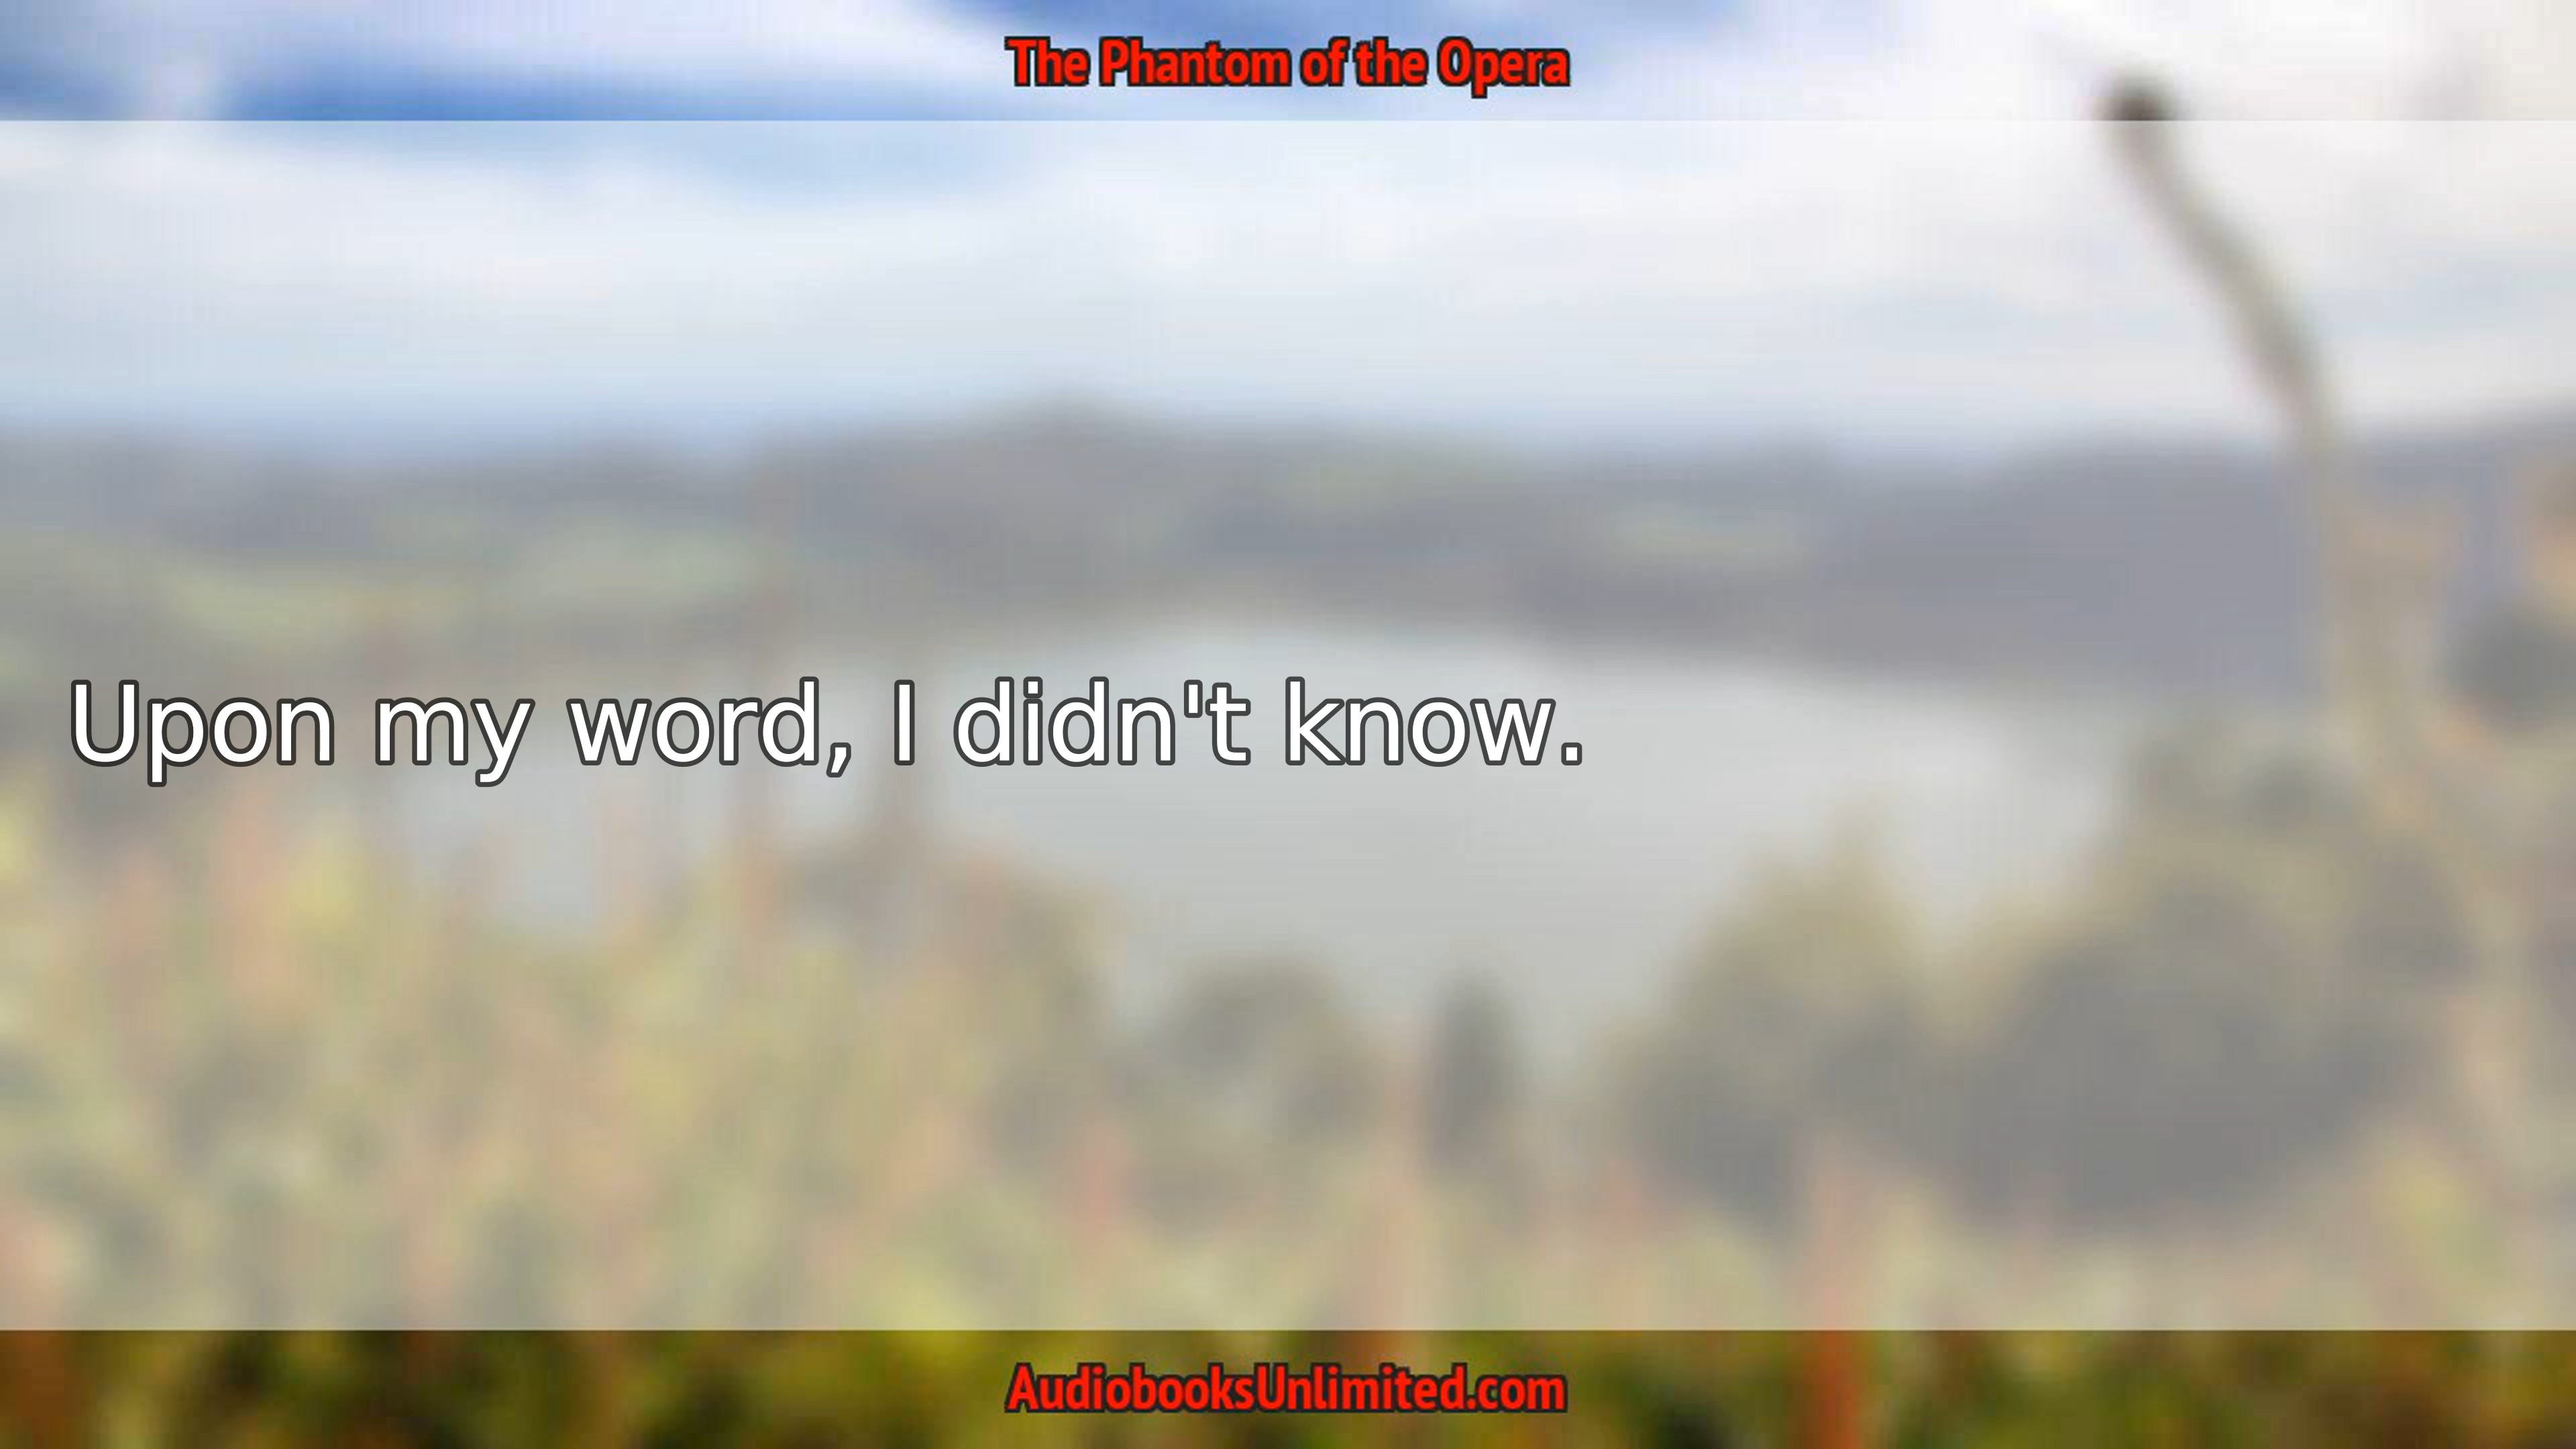 The Phantom of the Opera
Upon my word, I didn't know.
AudiobooksUnlimited.com